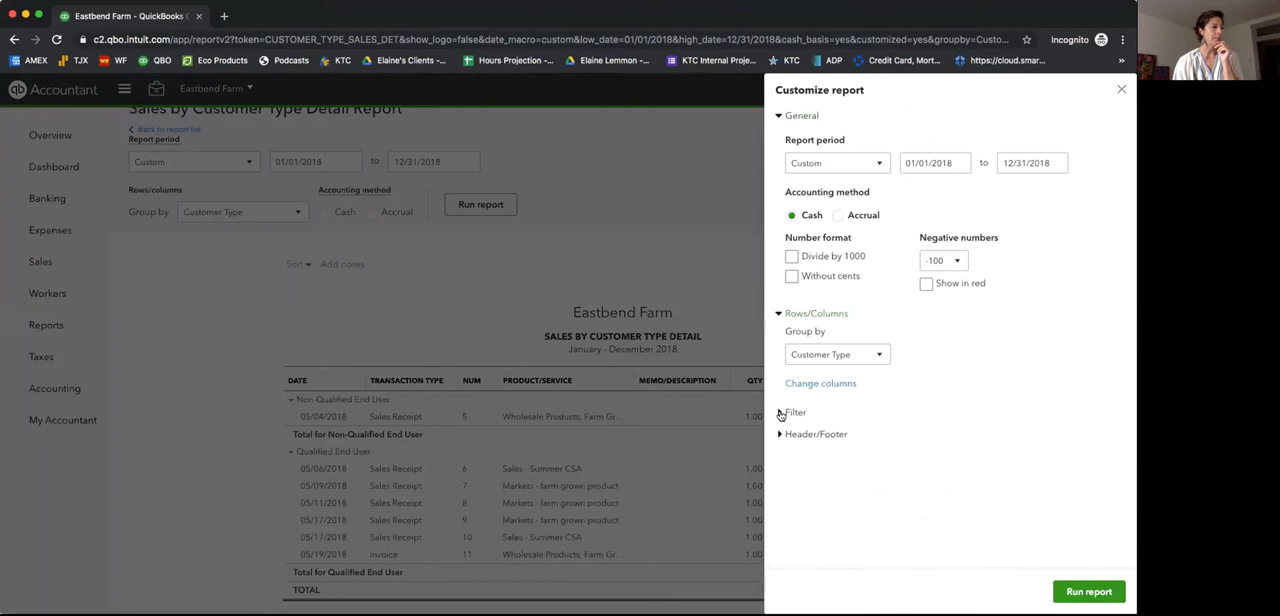 Eastbend Farm - QuickBooks
c2.qbo.intuit.com/app/reportv2?token=CUSTOMER_TYPE_SALES_DET&show_logo=false&date_macro=custom&low_date=01/01/2018&high_date=12/31/2018&cash_basis=yes&customized=yes&groupby=Custo...
Incognito
AMEX TJX WF QBO Eco Products Podcasts Elaine's Clients -... Hours Projection -... Elaine Lemmon -... KTC Internal Proje... KTC ADP Credit Card, Mort... https://cloud.smar... »
qb Accountant Eastbend Farm
Overview
Dashboard
Banking
Expenses
Sales
Workers
Reports
Taxes
Accounting
My Accountant
Sales by Customer Type Detail Report
Back to report list
Report period
Custom 01/01/2018 to 12/31/2018
Rows/columns Accounting method
Group by Customer Type Cash Accrual Run report
Sort Add notes
Eastbend Farm
SALES BY CUSTOMER TYPE DETAIL
January - December 2018
DATE TRANSACTION TYPE NUM PRODUCT/SERVICE MEMO/DESCRIPTION QTY
Non-Qualified End User
05/04/2018 Sales Receipt 5 Wholesale Products, Farm Gr... 1.00
Total for Non-Qualified End User
Qualified End User
05/06/2018 Sales Receipt 6 Sales - Summer CSA 1.00
05/09/2018 Sales Receipt 7 Markets - farm grown product 1.00
05/11/2018 Sales Receipt 8 Markets - farm grown product 1.00
05/17/2018 Sales Receipt 9 Markets - farm grown product 1.00
05/17/2018 Sales Receipt 10 Sales - Summer CSA 1.00
05/19/2018 Invoice 11 Wholesale Products, Farm Gr... 1.00
Total for Qualified End User
TOTAL
Customize report
General
Report period
Custom 01/01/2018 to 12/31/2018
Accounting method
Cash Accrual
Number format Negative numbers
Divide by 1000 -100
Without cents Show in red
Rows/Columns
Group by
Customer Type
Change columns
Filter
Header/Footer
Run report